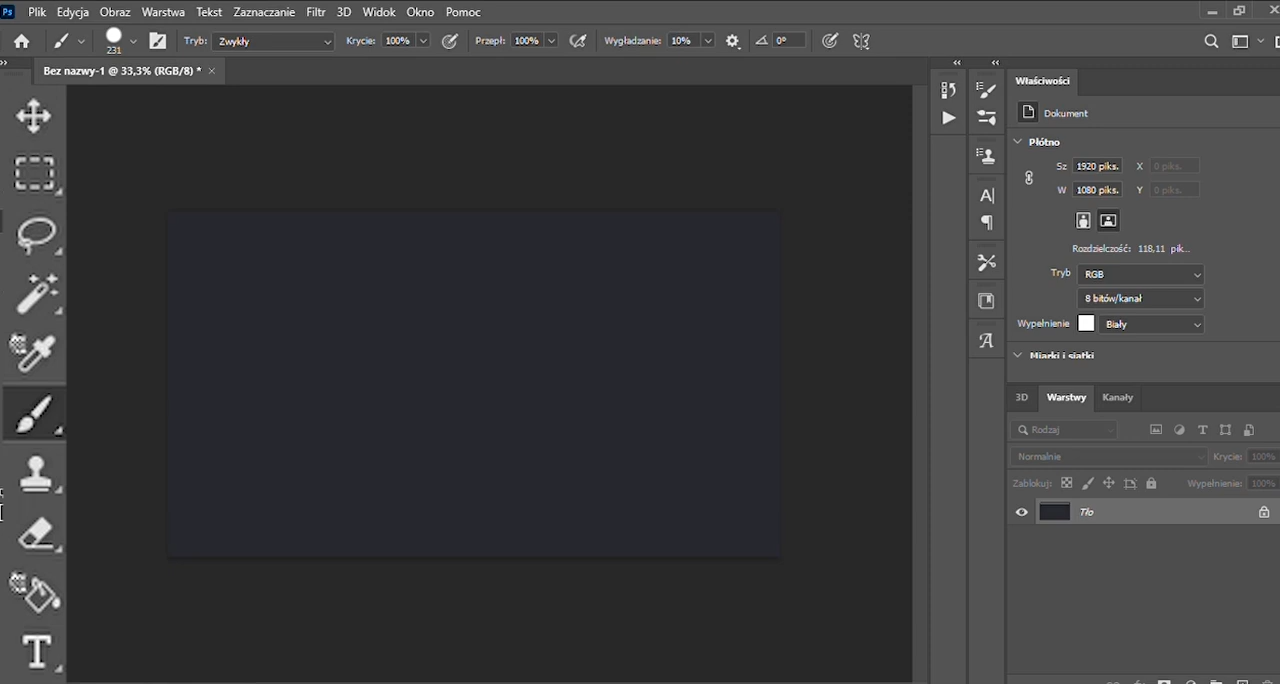 Ps Plik Edycja Obraz Warstwa Tekst Zaznaczanie Filtr 3D Widok Okno Pomoc
231 Tryb: Zwykły Krycie: 100% Przepł: 100% Wygładzanie: 10% 0°
Bez nazwy-1 @ 33,3% (RGB/8) * ×
Właściwości
Dokument
Płótno
Sz 1920 piks. X 0 piks.
W 1080 piks. Y 0 piks.
Rozdzielczość: 118,11 pik...
Tryb RGB
8 bitów/kanał
Wypełnienie Biały
Miarki i siatki
3D Warstwy Kanały
Rodzaj
Normalnie Krycie: 100%
Zablokuj: Wypełnienie: 100%
Tło